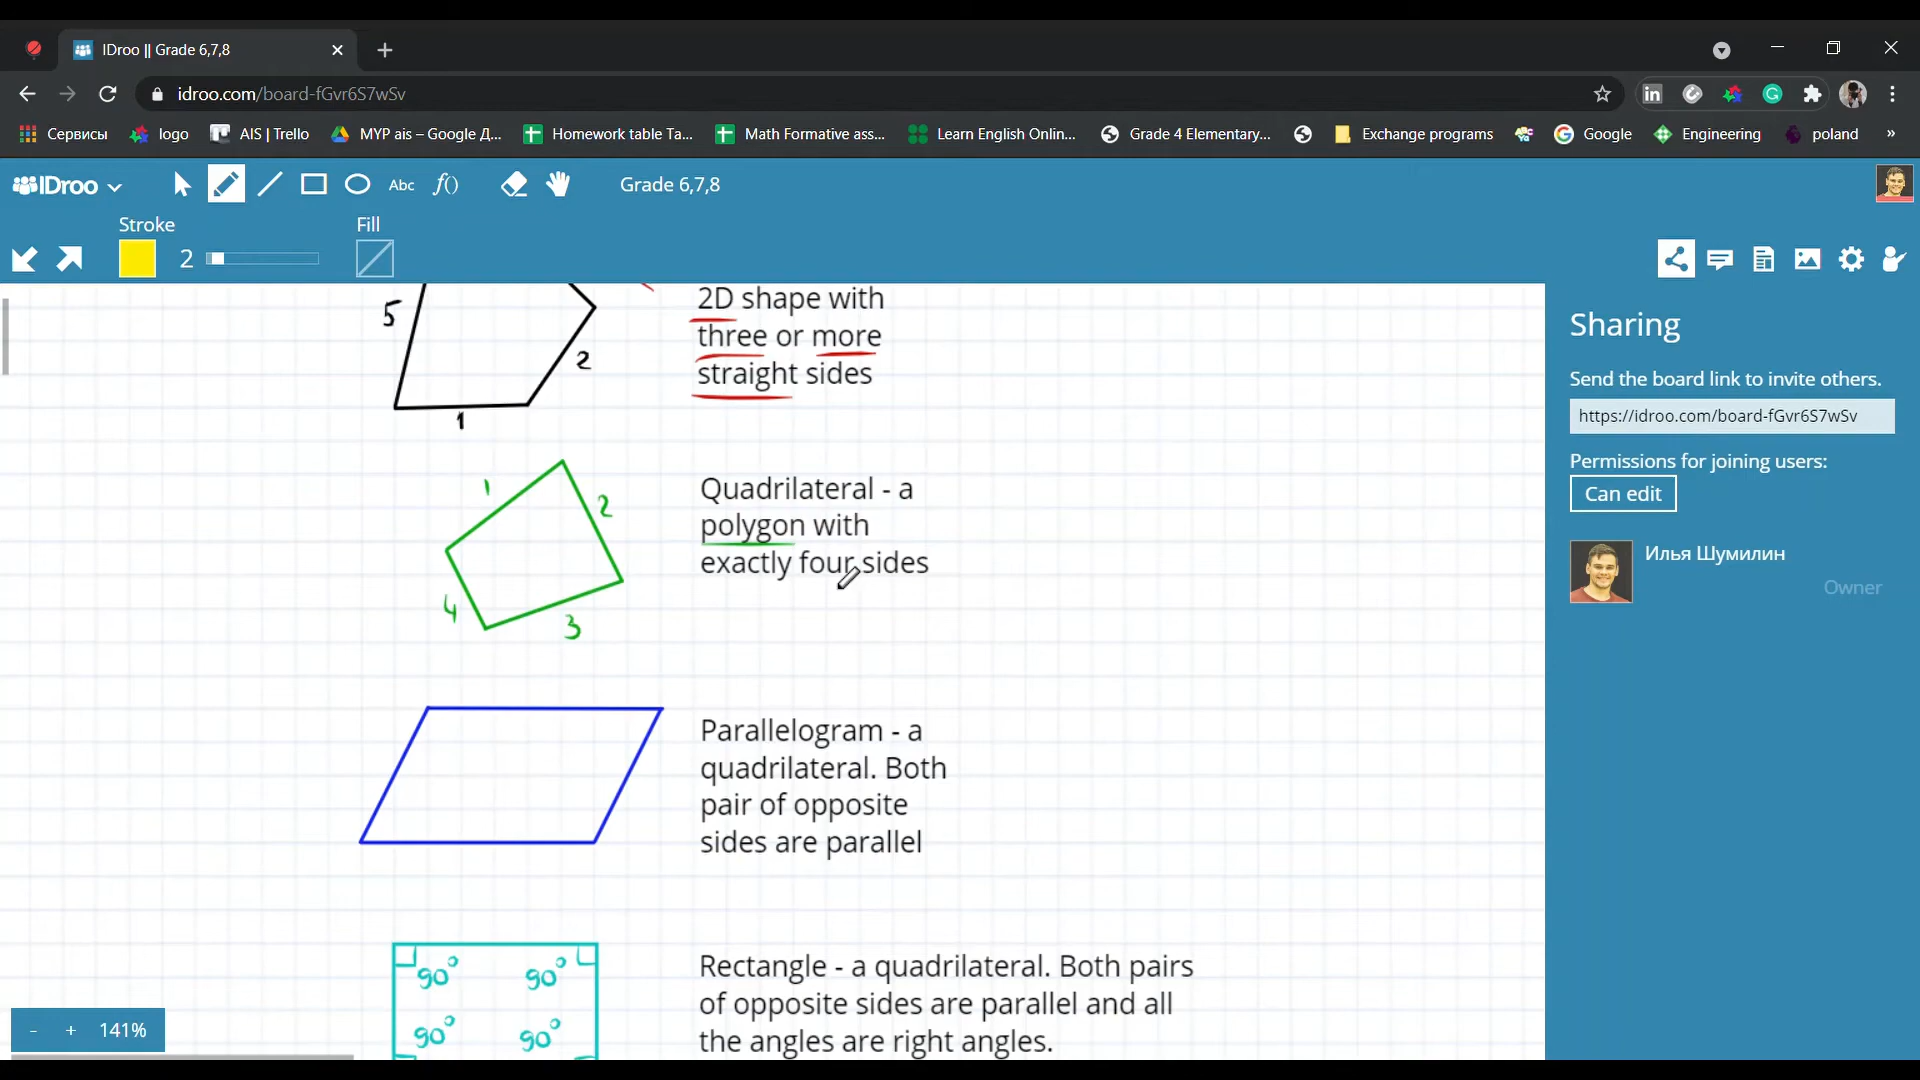 IDroo || Grade 6,7,8
idroo.com/board-fGvr6S7wSv
Сервисы
logo
AIS | Trello
MYP ais – Google Д...
Homework table Ta...
Math Formative ass...
Learn English Onlin...
Grade 4 Elementary...
Exchange programs
Google
Engineering
poland
»
IDroo
Abc
f()
Grade 6,7,8
Stroke
Fill
2
5
2
1
2D shape with
three or more
straight sides
1
2
4
3
Quadrilateral - a
polygon with
exactly four sides
Parallelogram - a
quadrilateral. Both
pair of opposite
sides are parallel
90°
90°
90°
90°
Rectangle - a quadrilateral. Both pairs
of opposite sides are parallel and all
the angles are right angles.
- + 141%
Sharing
Send the board link to invite others.
https://idroo.com/board-fGvr6S7wSv
Permissions for joining users:
Can edit
Илья Шумилин
Owner